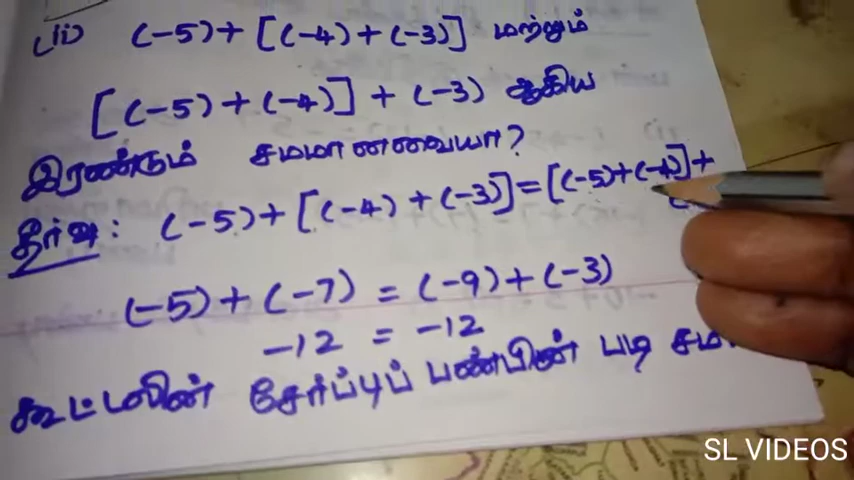 (ii) (-5) + [(-4) + (-3)] மற்றும்
[(-5) + (-4)] + (-3) ஆகிய
இரண்டும் சமமானவையா?
தீர்வு : (-5) + [(-4) + (-3)] = [(-5) + (-4)] +
(-5) + (-7) = (-9) + (-3)
-12 = -12
கூட்டலின் சேர்ப்புப் பண்பின் படி
SL VIDEOS